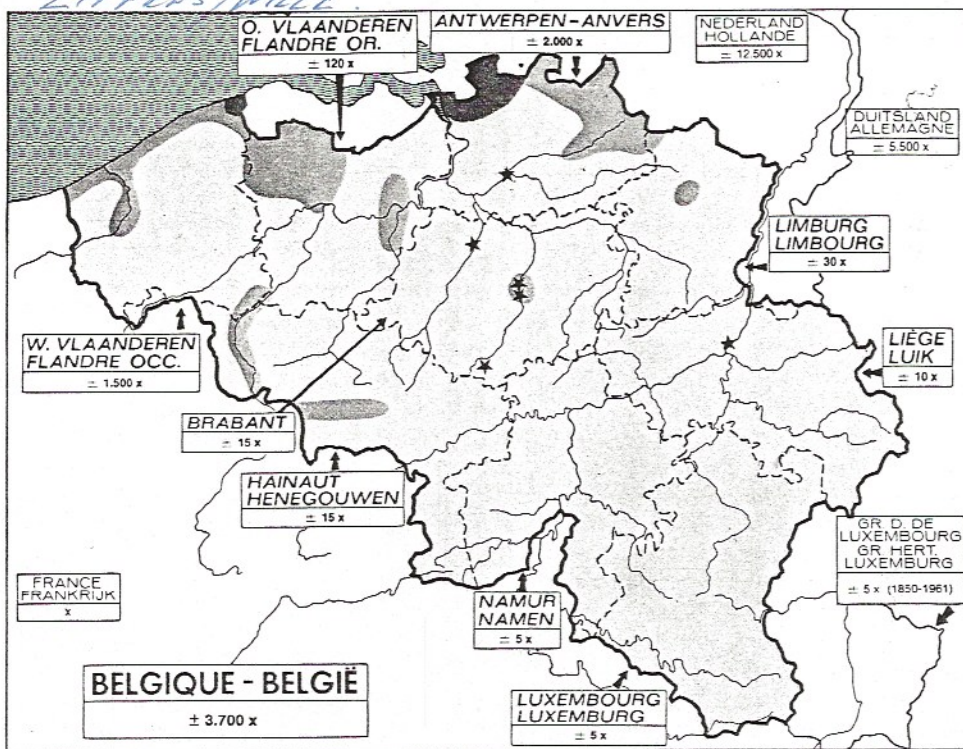 O. VLAANDEREN
FLANDRE OR.
± 120 x
ANTWERPEN-ANVERS
± 2.000 x
NEDERLAND
HOLLANDE
± 12.500 x
DUITSLAND
ALLEMAGNE
± 5.500 x
LIMBURG
LIMBOURG
± 30 x
W. VLAANDEREN
FLANDRE OCC.
± 1.500 x
LIÈGE
LUIK
± 10 x
BRABANT
± 15 x
HAINAUT
HENEGOUWEN
± 15 x
GR. D. DE
LUXEMBOURG
GR. HERT.
LUXEMBURG
± 5 x (1850-1961)
FRANCE
FRANKRIJK
x
NAMUR
NAMEN
± 5 x
BELGIQUE - BELGIË
± 3.700 x
LUXEMBOURG
LUXEMBURG
± 5 x